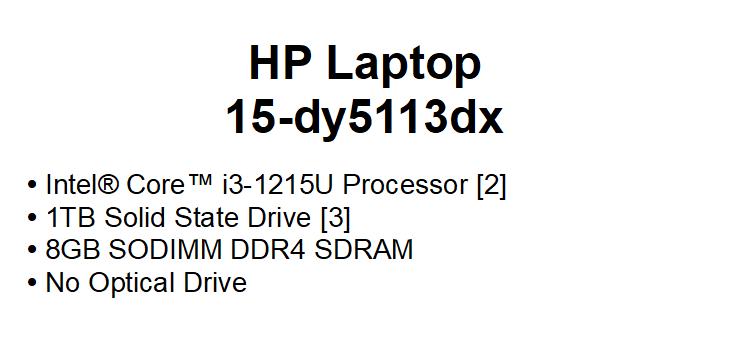 HP Laptop
15-dy5113dx
• Intel® Core™ i3-1215U Processor [2]
• 1TB Solid State Drive [3]
• 8GB SODIMM DDR4 SDRAM
• No Optical Drive